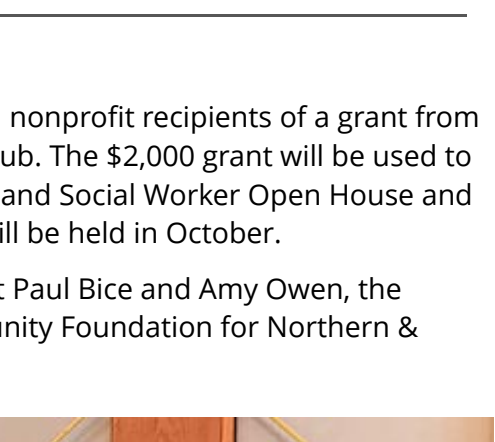 nonprofit recipients of a grant from
ub. The $2,000 grant will be used to
and Social Worker Open House and
ill be held in October.
t Paul Bice and Amy Owen, the
unity Foundation for Northern &